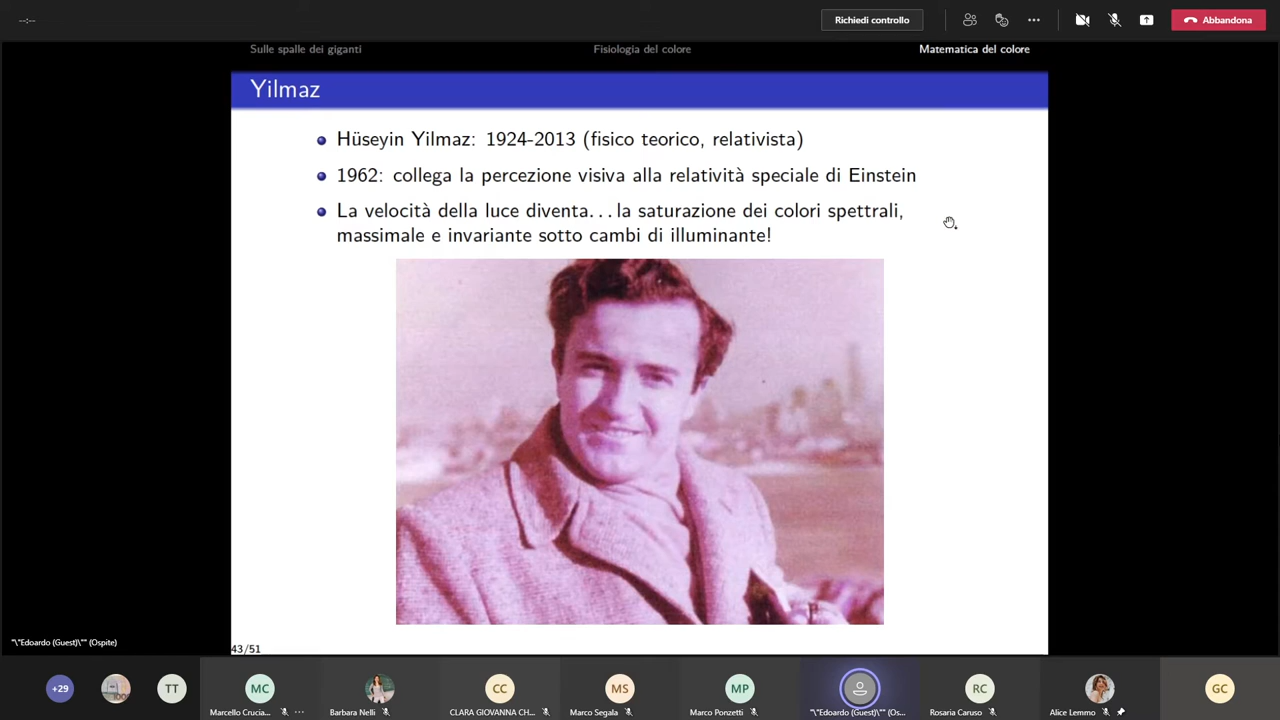 --:--
Richiedi controllo
Abbandona
Sulle spalle dei giganti
Fisiologia del colore
Matematica del colore
Yilmaz
Hüseyin Yilmaz: 1924-2013 (fisico teorico, relativista)
1962: collega la percezione visiva alla relatività speciale di Einstein
La velocità della luce diventa...la saturazione dei colori spettrali,
massimale e invariante sotto cambi di illuminante!
"\"Edoardo (Guest)\"" (Ospite)
43/51
+29
TT
MC
CC
MS
MP
RC
GC
Marcello Crucia...
Barbara Nelli
CLARA GIOVANNA CH...
Marco Segala
Marco Ponzetti
"\"Edoardo (Guest)\"" (Os...
Rosaria Caruso
Alice Lemmo